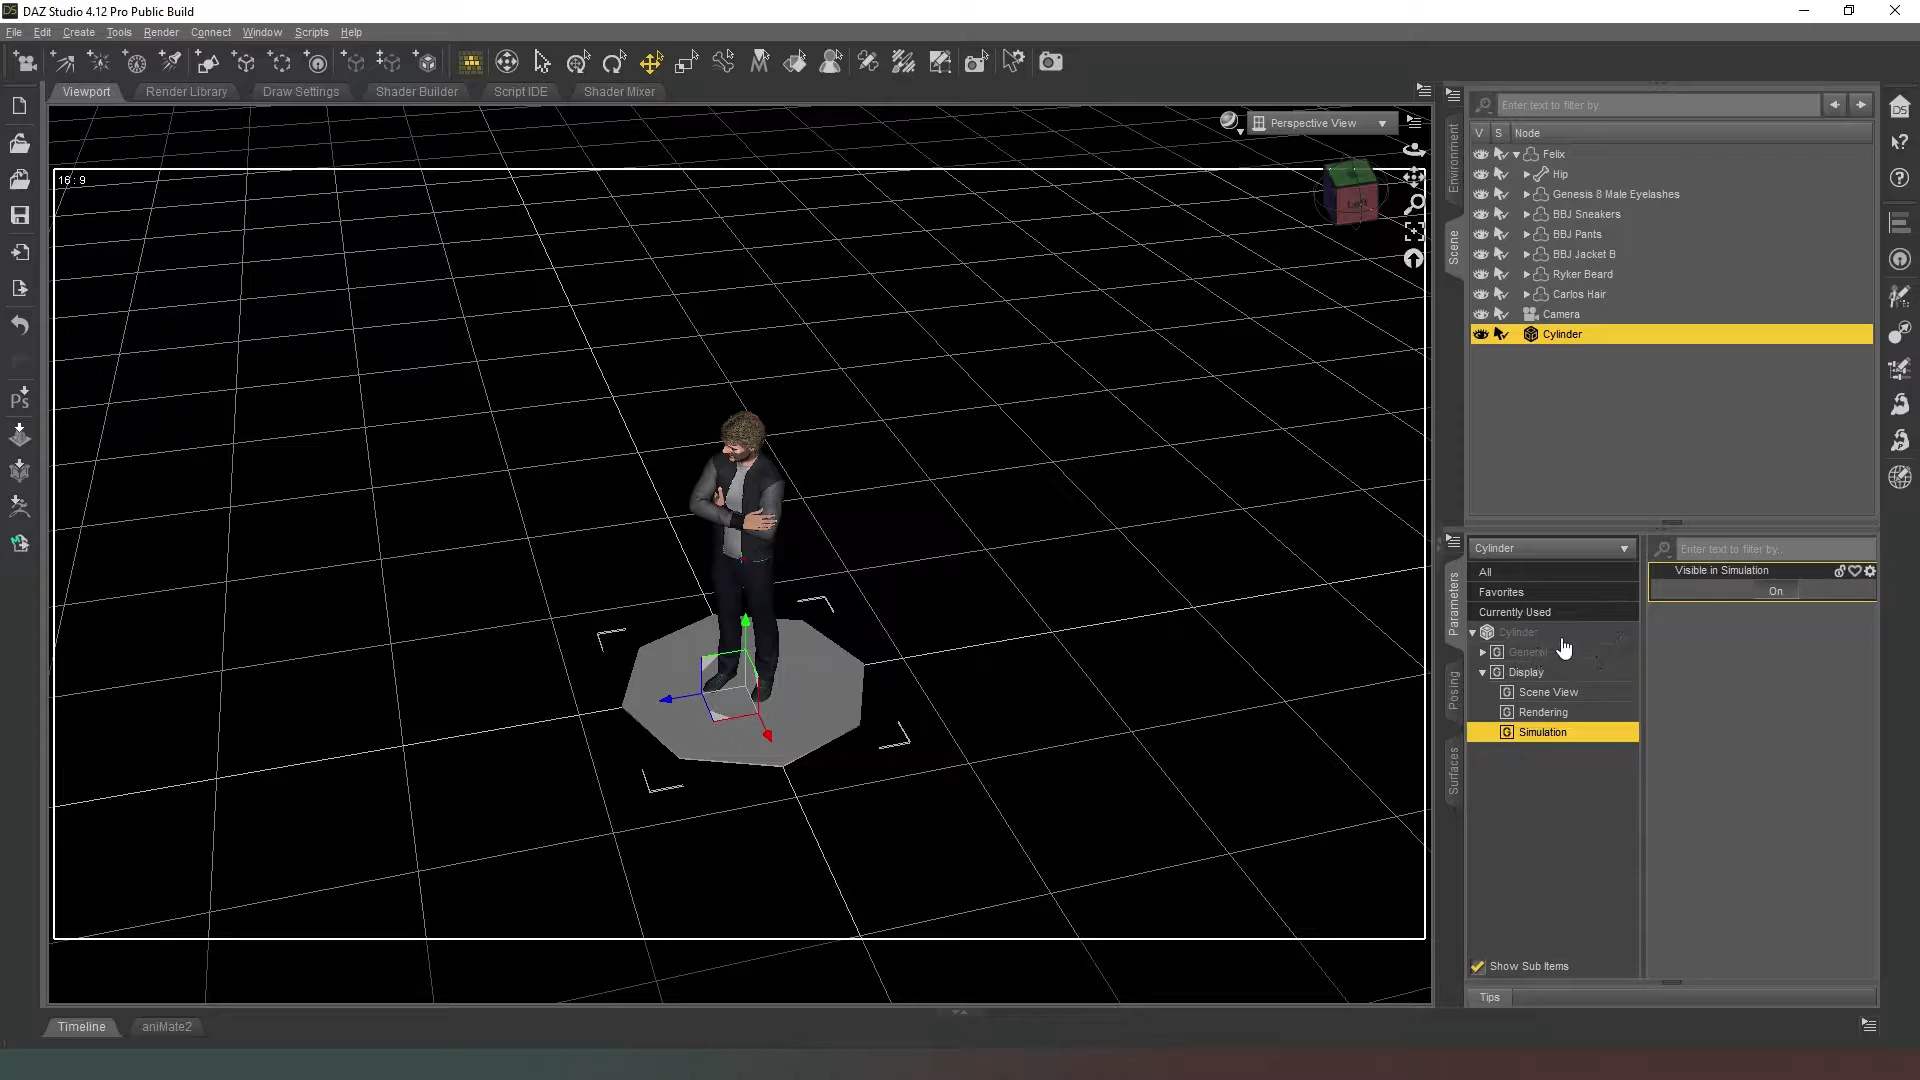 DAZ Studio 4.12 Pro Public Build
File Edit Create Tools Render Connect Window Scripts Help
Viewport Render Library Draw Settings Shader Builder Script IDE Shader Mixer
16 : 9
Perspective View
Left
Ps
Environment
Scene
Enter text to filter by.
V S Node
Felix
Hip
Genesis 8 Male Eyelashes
BBJ Sneakers
BBJ Pants
BBJ Jacket B
Ryker Beard
Carlos Hair
Camera
Cylinder
DS
Parameters
Posing
Surfaces
Cylinder
All
Favorites
Currently Used
Cylinder
G General
G Display
G Scene View
G Rendering
G Simulation
Show Sub Items
Enter text to filter by..
Visible in Simulation
On
Tips
Timeline aniMate2